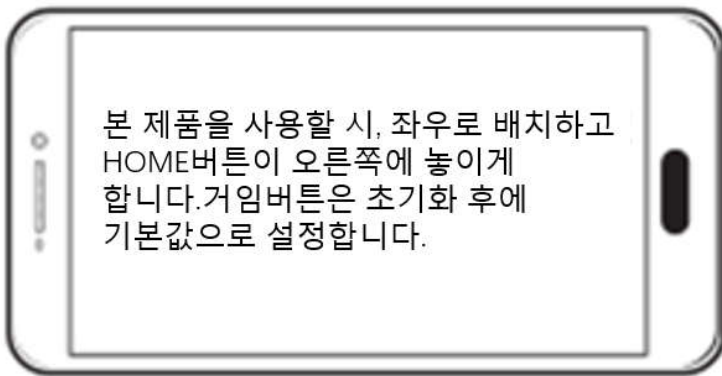 본 제품을 사용할 시, 좌우로 배치하고
HOME버튼이 오른쪽에 놓이게
합니다.거임버튼은 초기화 후에
기본값으로 설정합니다.